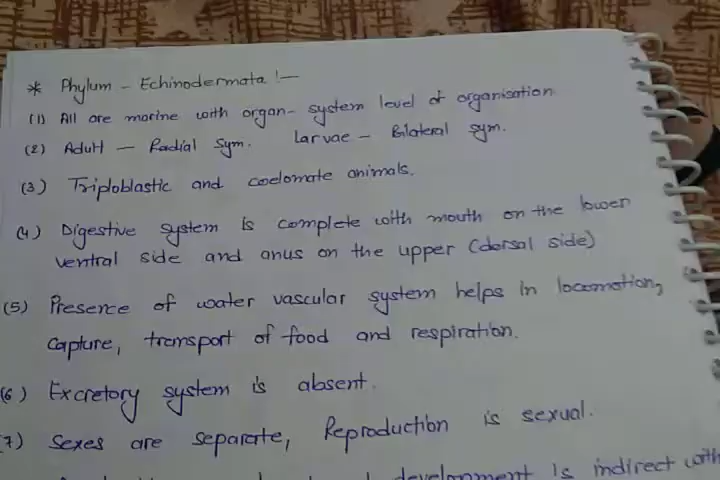 * Phylum - Echinodermata :-
(1) All are marine with organ- system level of organisation
(2) Adult - Radial Sym. Larvae - Bilateral sym.
(3) Triploblastic and coelomate animals.
(4) Digestive system is complete with mouth on the lower
ventral side and anus on the upper (dorsal side)
(5) Presence of water vascular system helps in locomotion,
capture, transport of food and respiration.
(6) Excretory system is absent.
7) Sexes are separate, Reproduction is sexual.
development is indirect with